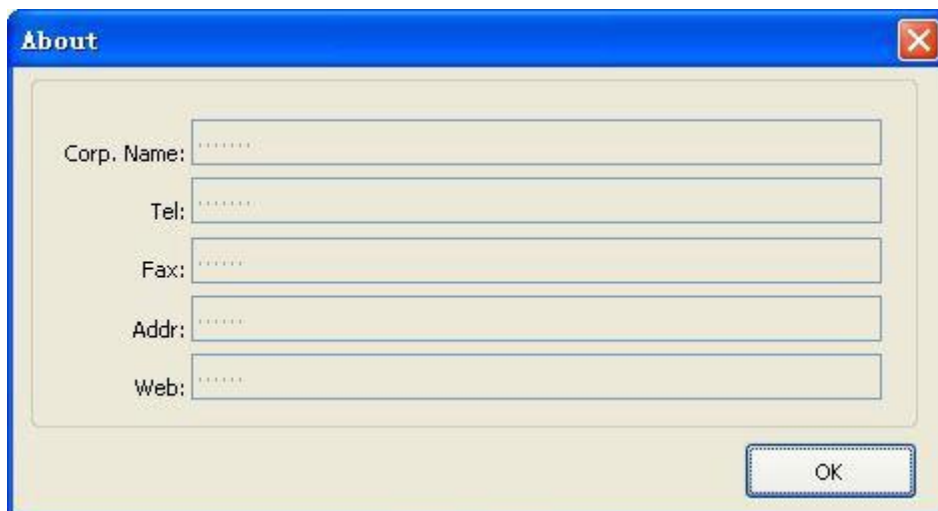 About
Corp. Name: .......
Tel: .......
Fax: ......
Addr: ......
Web: ......
OK